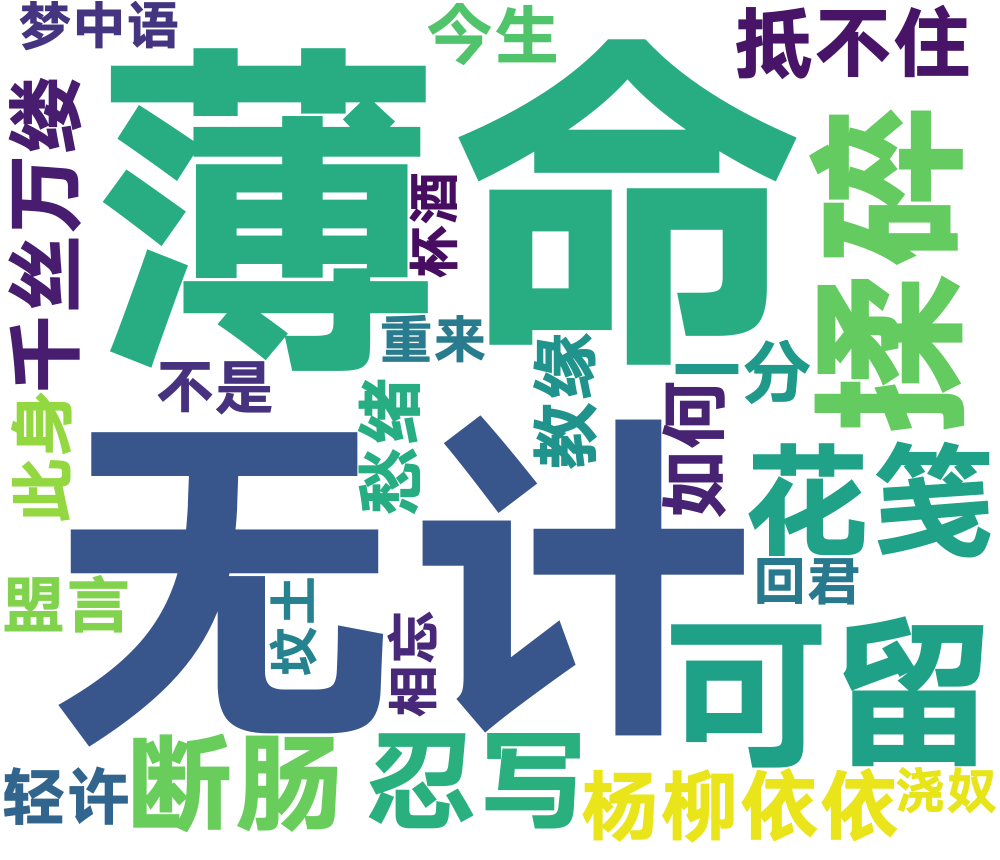 梦中语
今生
抵不住
薄命
千丝万缕
揉碎
杯酒
重来
教缘
一分
不是
愁绪
如何
此身
无计
花笺
回君
盟言
坟土
相忘
可留
断肠
忍写
轻许
杨柳依依
浇奴